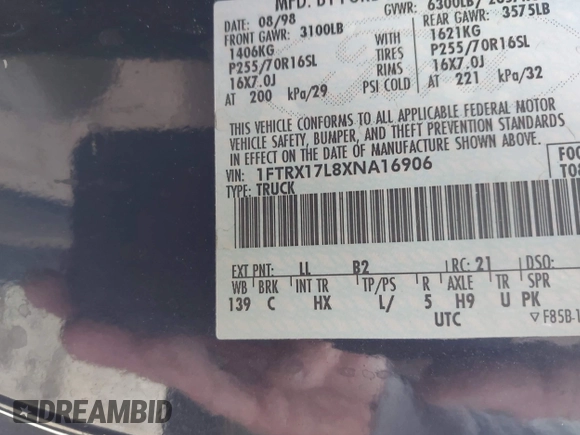 GVWR: 6300LB/
DATE: 08/98
FRONT GAWR: 3100LB
REAR GAWR: 3575LB
1406KG WITH 1621KG
P255/70R16SL TIRES P255/70R16SL
16X7.0J RIMS 16X7.0J
AT 200 kPa/29 PSI COLD AT 221 kPa/32
THIS VEHICLE CONFORMS TO ALL APPLICABLE FEDERAL MOTOR
VEHICLE SAFETY, BUMPER, AND THEFT PREVENTION STANDARDS
IN EFFECT ON THE DATE OF MANUFACTURE SHOWN ABOVE.
VIN: 1FTRX17L8XNA16906
TYPE: TRUCK
EXT PNT: LL B2 RC: 21 DSO:
WB BRK INT TR TP/PS R AXLE TR SPR
139 C HX L/ 5 H9 U PK
UTC ▽F85B-1
DREAMBID